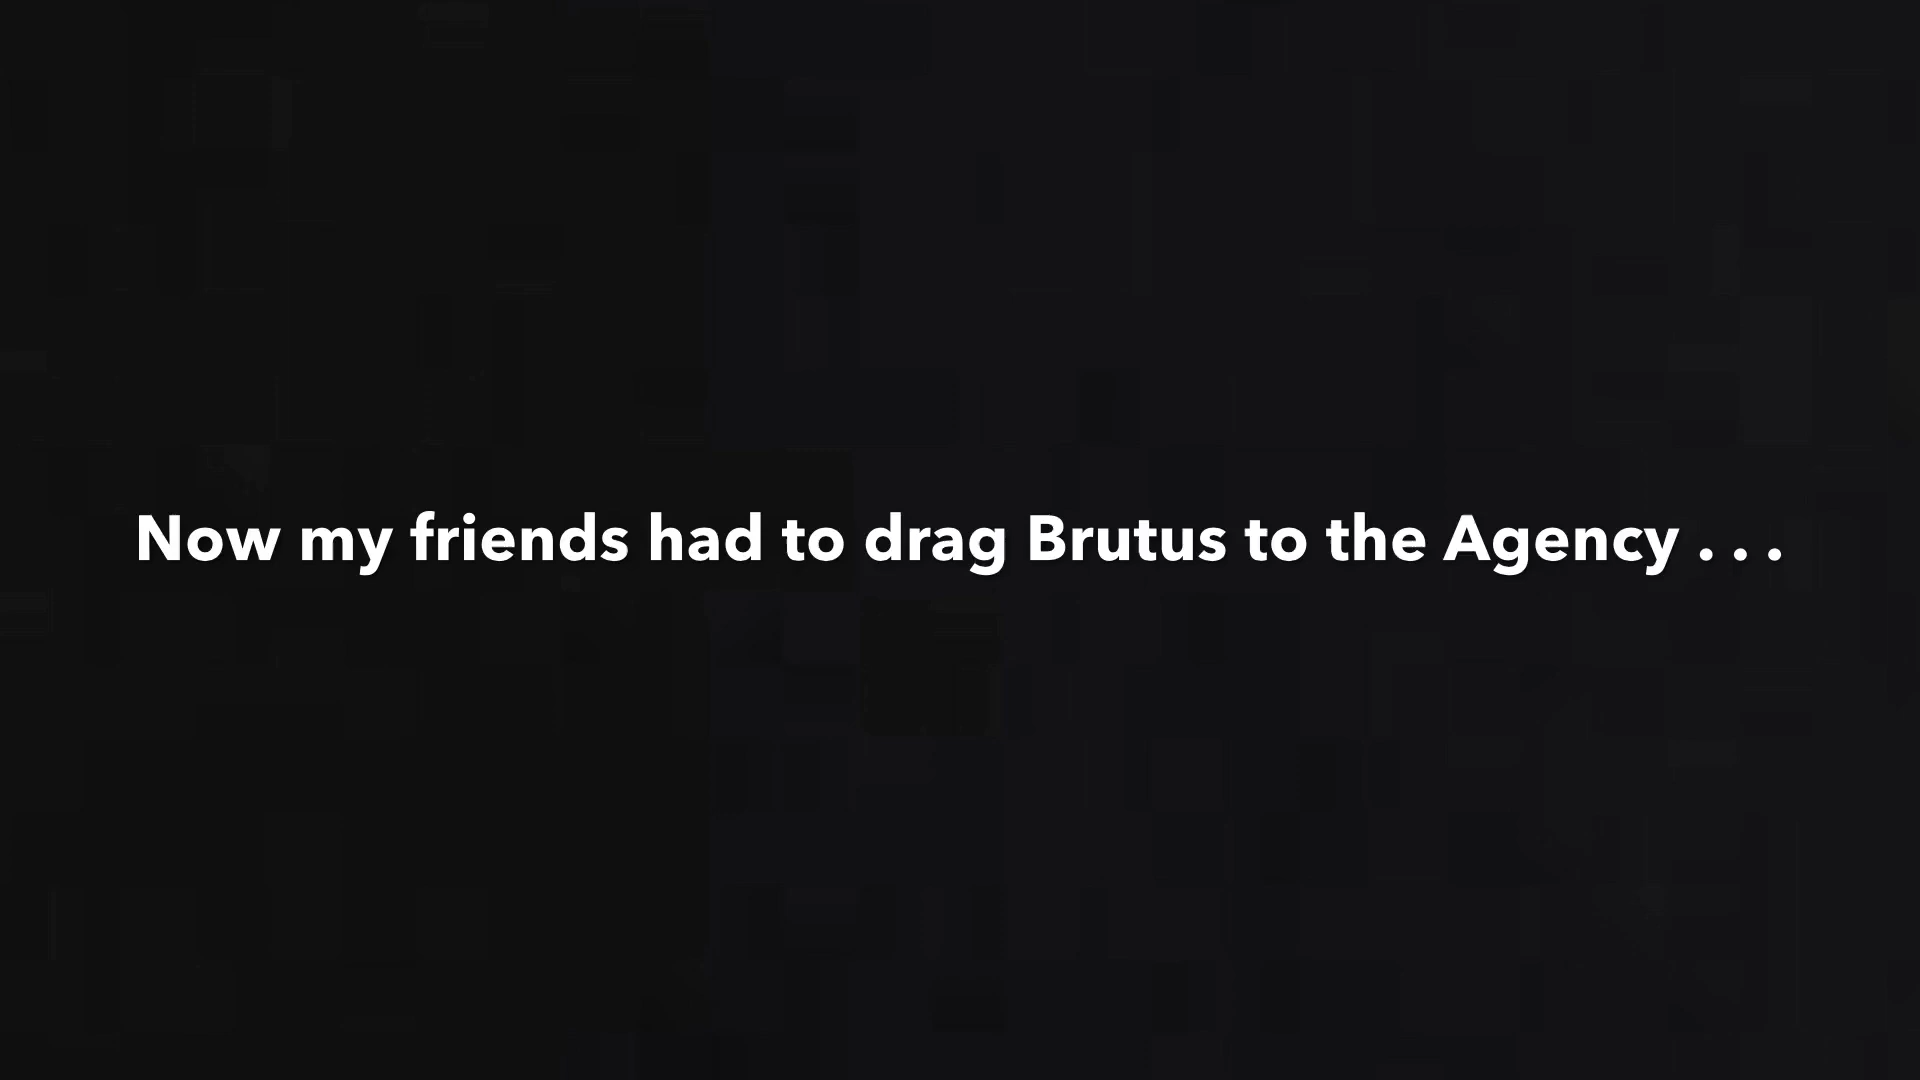 Now my friends had to drag Brutus to the Agency . . .